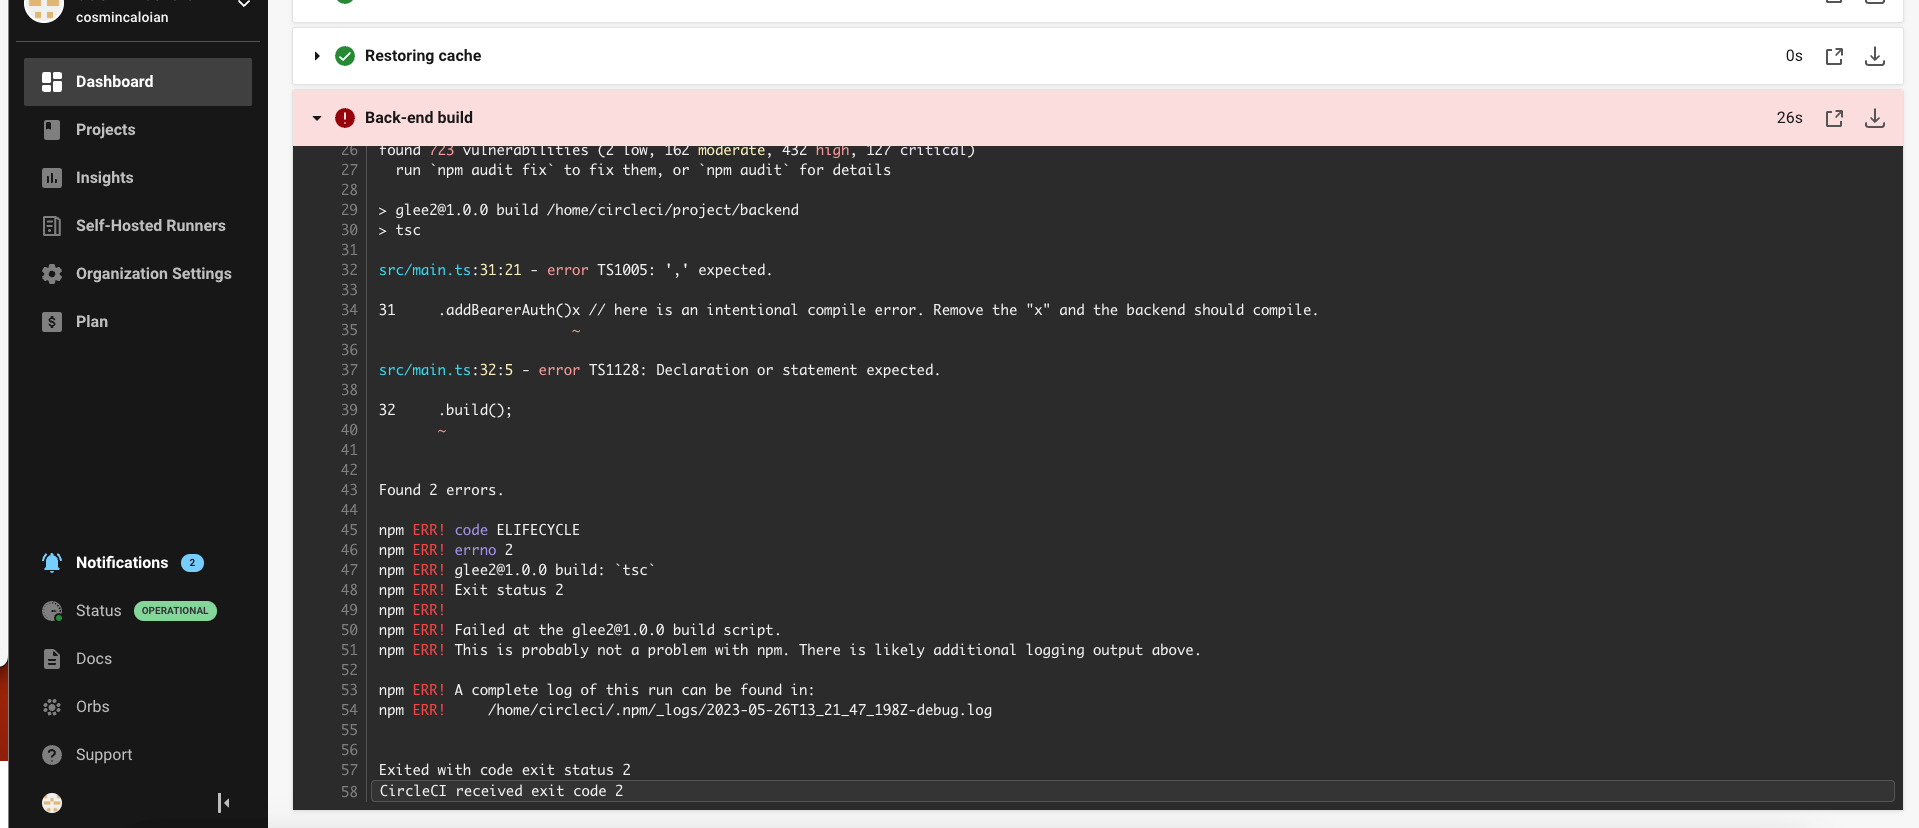 cosmincaloian
Dashboard
Projects
Insights
Self-Hosted Runners
Organization Settings
Plan
Notifications 2
Status OPERATIONAL
Docs
Orbs
Support
Restoring cache 0s
Back-end build 26s
26 found 723 vulnerabilities (2 low, 162 moderate, 432 high, 127 critical)
27 run `npm audit fix` to fix them, or `npm audit` for details
28
29 > glee2@1.0.0 build /home/circleci/project/backend
30 > tsc
31
32 src/main.ts:31:21 - error TS1005: ',' expected.
33
34 31 .addBearerAuth()x // here is an intentional compile error. Remove the "x" and the backend should compile.
35 ~
36
37 src/main.ts:32:5 - error TS1128: Declaration or statement expected.
38
39 32 .build();
40 ~
41
42
43 Found 2 errors.
44
45 npm ERR! code ELIFECYCLE
46 npm ERR! errno 2
47 npm ERR! glee2@1.0.0 build: `tsc`
48 npm ERR! Exit status 2
49 npm ERR!
50 npm ERR! Failed at the glee2@1.0.0 build script.
51 npm ERR! This is probably not a problem with npm. There is likely additional logging output above.
52
53 npm ERR! A complete log of this run can be found in:
54 npm ERR! /home/circleci/.npm/_logs/2023-05-26T13_21_47_198Z-debug.log
55
56
57 Exited with code exit status 2
58 CircleCI received exit code 2